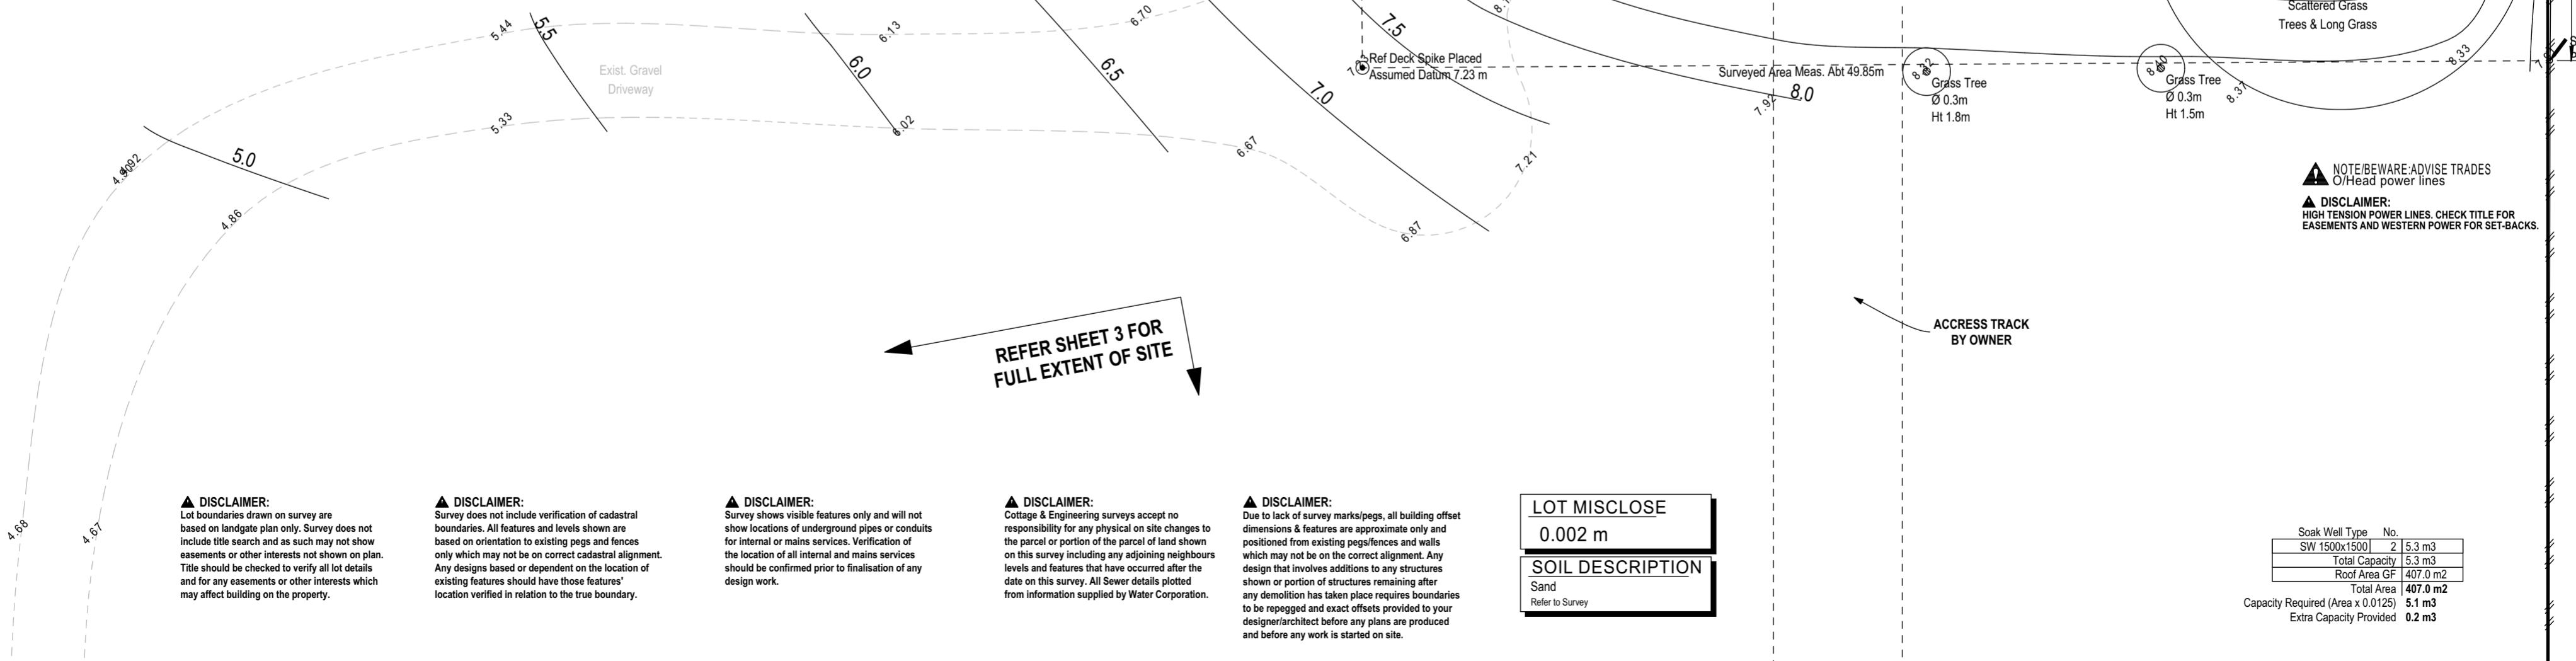 Scattered Grass
Trees & Long Grass
5.44
5.5
6.13
6.0
6.70
6.5
7.5
7.0
Ref Deck Spike Placed
Assumed Datum 7.23 m
Surveyed Area Meas. Abt 49.85m
7.92
8.0
8.32
Grass Tree
Ø 0.3m
Ht 1.8m
8.40
Grass Tree
Ø 0.3m
Ht 1.5m
8.37
8.33
Exist. Gravel
Driveway
5.33
6.02
6.67
7.21
6.87
5.0
4.92
4.86
4.68
4.67
NOTE/BEWARE:ADVISE TRADES
O/Head power lines
DISCLAIMER:
HIGH TENSION POWER LINES. CHECK TITLE FOR
EASEMENTS AND WESTERN POWER FOR SET-BACKS.
REFER SHEET 3 FOR
FULL EXTENT OF SITE
ACCRESS TRACK
BY OWNER
DISCLAIMER:
Lot boundaries drawn on survey are
based on landgate plan only. Survey does not
include title search and as such may not show
easements or other interests not shown on plan.
Title should be checked to verify all lot details
and for any easements or other interests which
may affect building on the property.
DISCLAIMER:
Survey does not include verification of cadastral
boundaries. All features and levels shown are
based on orientation to existing pegs and fences
only which may not be on correct cadastral alignment.
Any designs based or dependent on the location of
existing features should have those features'
location verified in relation to the true boundary.
DISCLAIMER:
Survey shows visible features only and will not
show locations of underground pipes or conduits
for internal or mains services. Verification of
the location of all internal and mains services
should be confirmed prior to finalisation of any
design work.
DISCLAIMER:
Cottage & Engineering surveys accept no
responsibility for any physical on site changes to
the parcel or portion of the parcel of land shown
on this survey including any adjoining neighbours
levels and features that have occurred after the
date on this survey. All Sewer details plotted
from information supplied by Water Corporation.
DISCLAIMER:
Due to lack of survey marks/pegs, all building offset
dimensions & features are approximate only and
positioned from existing pegs/fences and walls
which may not be on the correct alignment. Any
design that involves additions to any structures
shown or portion of structures remaining after
any demolition has taken place requires boundaries
to be repegged and exact offsets provided to your
designer/architect before any plans are produced
and before any work is started on site.
LOT MISCLOSE
0.002 m
SOIL DESCRIPTION
Sand
Refer to Survey
Soak Well Type No.
SW 1500x1500 2 5.3 m3
Total Capacity 5.3 m3
Roof Area GF 407.0 m2
Total Area 407.0 m2
Capacity Required (Area x 0.0125) 5.1 m3
Extra Capacity Provided 0.2 m3